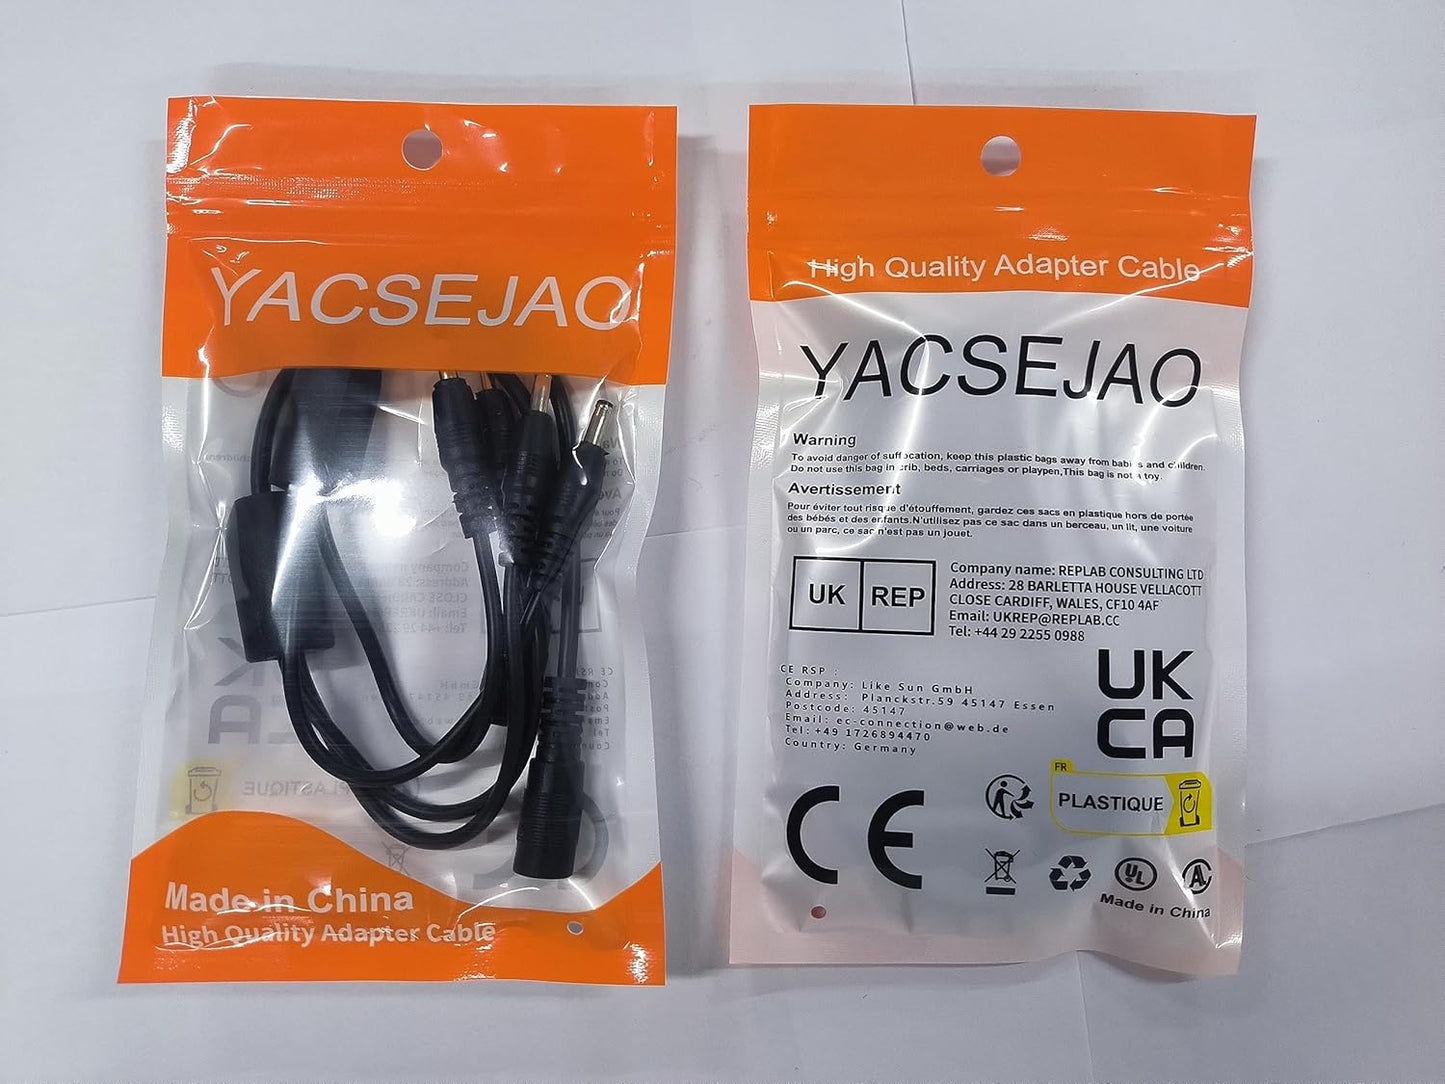 YACSEJAO
Made in China
High Quality Adapter Cable
High Quality Adapter Cable
YACSEJAO
Warning
To avoid danger of suffocation, keep this plastic bags away from babies and children.
Do not use this bag in crib, beds, carriages or playpen,This bag is not a toy.
Avertissement
Pour éviter tout risque d'étouffement, gardez ces sacs en plastique hors de portée
des bébés et des enfants.N'utilisez pas ce sac dans un berceau, un lit, une voiture
ou un parc, ce sac n'est pas un jouet.
UK REP
Company name: REPLAB CONSULTING LTD
Address: 28 BARLETTA HOUSE VELLACOTT
CLOSE CARDIFF, WALES, CF10 4AF
Email: UKREP@REPLAB.CC
Tel: +44 29 2255 0988
CE RSP :
Company: Like Sun GmbH
Address: Planckstr.59 45147 Essen
Postcode: 45147
Email: ec-connection@web.de
Tel: +49 1726894470
Country: Germany
UK
CA
CE
FR
PLASTIQUE
UL
Made in China